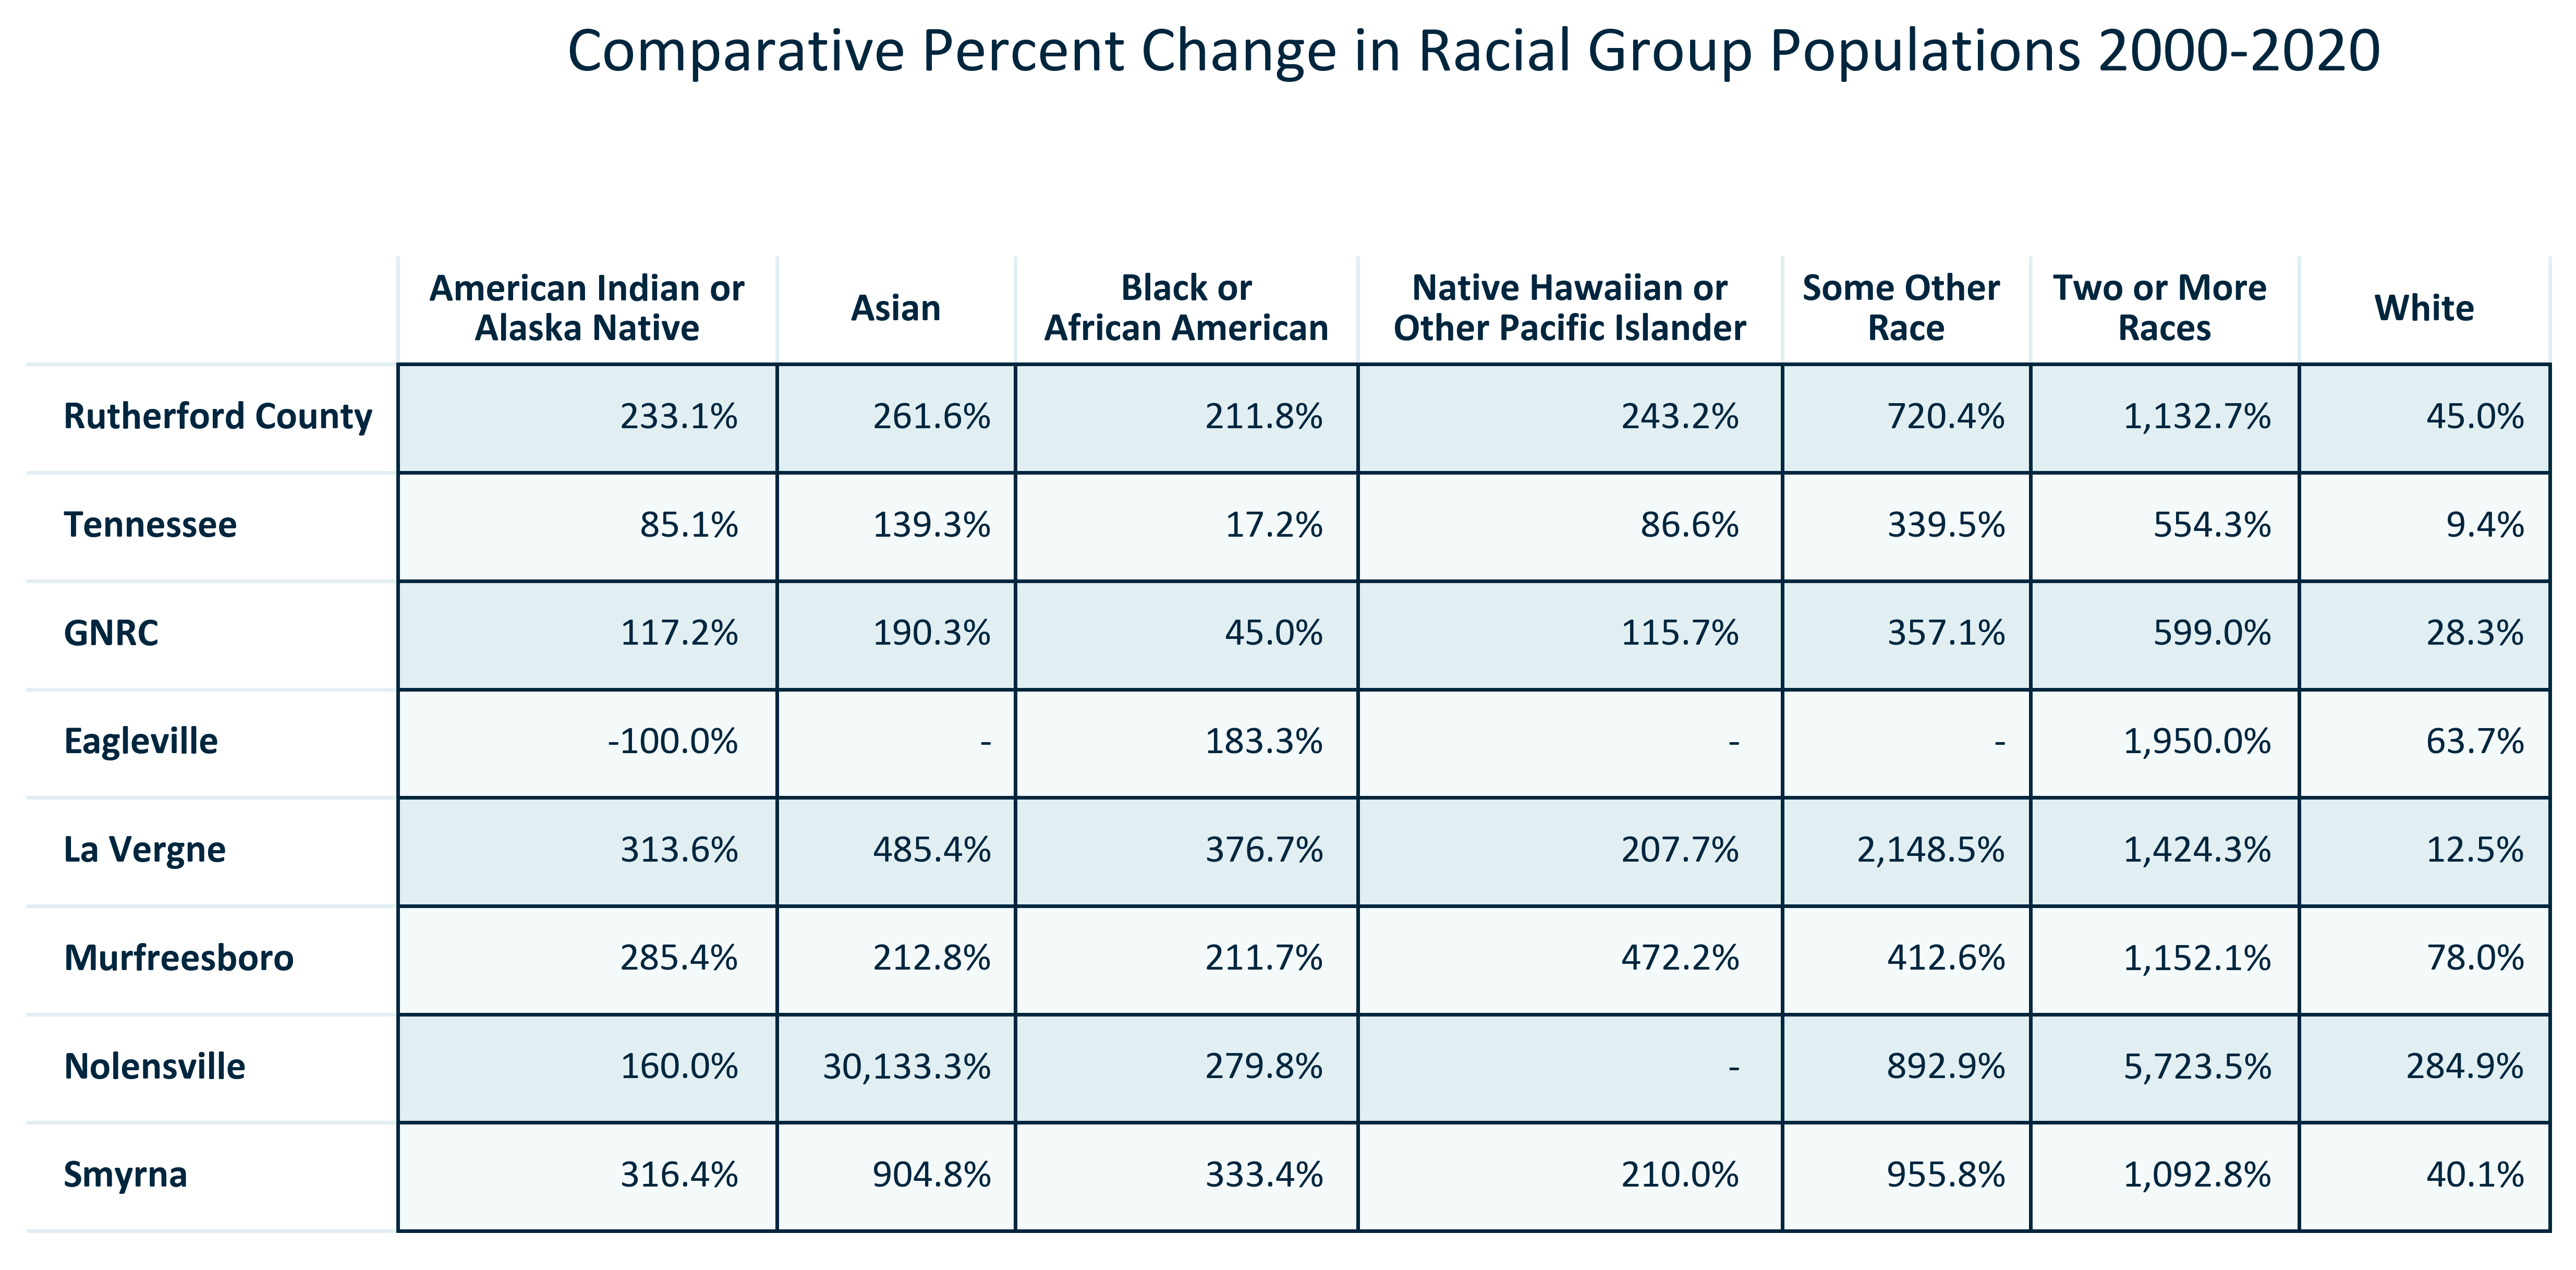 Comparative Percent Change in Racial Group Populations 2000-2020
American Indian or Alaska Native Asian Black or African American Native Hawaiian or Other Pacific Islander Some Other Race Two or More Races White
Rutherford County 233.1% 261.6% 211.8% 243.2% 720.4% 1,132.7% 45.0%
Tennessee 85.1% 139.3% 17.2% 86.6% 339.5% 554.3% 9.4%
GNRC 117.2% 190.3% 45.0% 115.7% 357.1% 599.0% 28.3%
Eagleville -100.0% - 183.3% - - 1,950.0% 63.7%
La Vergne 313.6% 485.4% 376.7% 207.7% 2,148.5% 1,424.3% 12.5%
Murfreesboro 285.4% 212.8% 211.7% 472.2% 412.6% 1,152.1% 78.0%
Nolensville 160.0% 30,133.3% 279.8% - 892.9% 5,723.5% 284.9%
Smyrna 316.4% 904.8% 333.4% 210.0% 955.8% 1,092.8% 40.1%